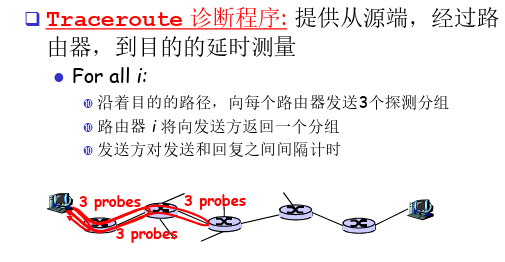 Traceroute 诊断程序: 提供从源端，经过路
由器，到目的的延时测量
For all i:
沿着目的的路径，向每个路由器发送3个探测分组
路由器 i 将向发送方返回一个分组
发送方对发送和回复之间间隔计时
3 probes
3 probes
3 probes